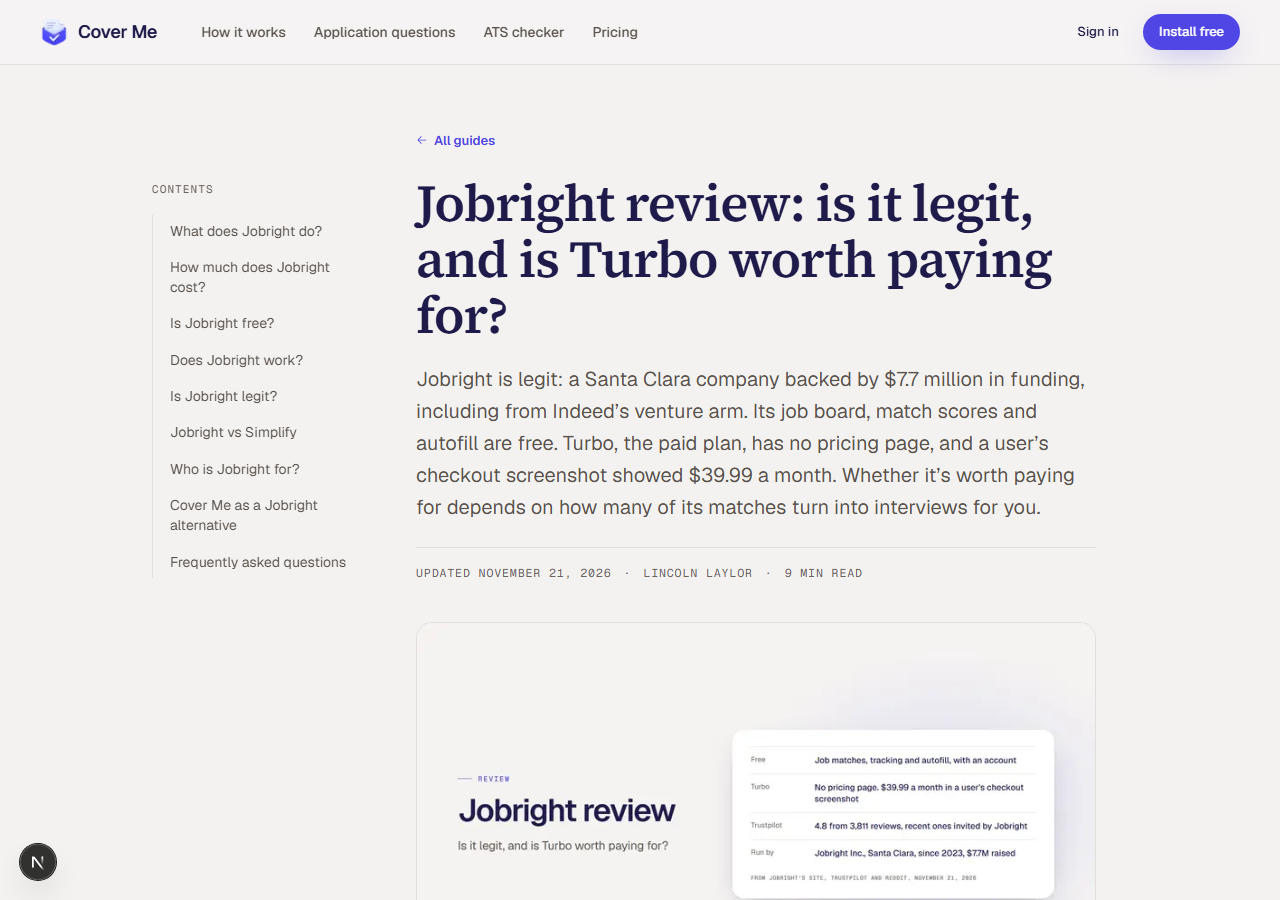 Cover Me
How it works
Application questions
ATS checker
Pricing
Sign in
Install free
← All guides
CONTENTS
What does Jobright do?
How much does Jobright
cost?
Is Jobright free?
Does Jobright work?
Is Jobright legit?
Jobright vs Simplify
Who is Jobright for?
Cover Me as a Jobright
alternative
Frequently asked questions
Jobright review: is it legit,
and is Turbo worth paying
for?
Jobright is legit: a Santa Clara company backed by $7.7 million in funding,
including from Indeed’s venture arm. Its job board, match scores and
autofill are free. Turbo, the paid plan, has no pricing page, and a user’s
checkout screenshot showed $39.99 a month. Whether it’s worth paying
for depends on how many of its matches turn into interviews for you.
UPDATED NOVEMBER 21, 2026 · LINCOLN LAYLOR · 9 MIN READ
REVIEW
Jobright review
Is it legit, and is Turbo worth paying for?
Free Job matches, tracking and autofill, with an account
Turbo No pricing page. $39.99 a month in a user's checkout
screenshot
Trustpilot 4.8 from 3,811 reviews, recent ones invited by Jobright
Run by Jobright Inc., Santa Clara, since 2023, $7.7M raised
FROM JOBRIGHT'S SITE, TRUSTPILOT AND REDDIT, NOVEMBER 21, 2026
N